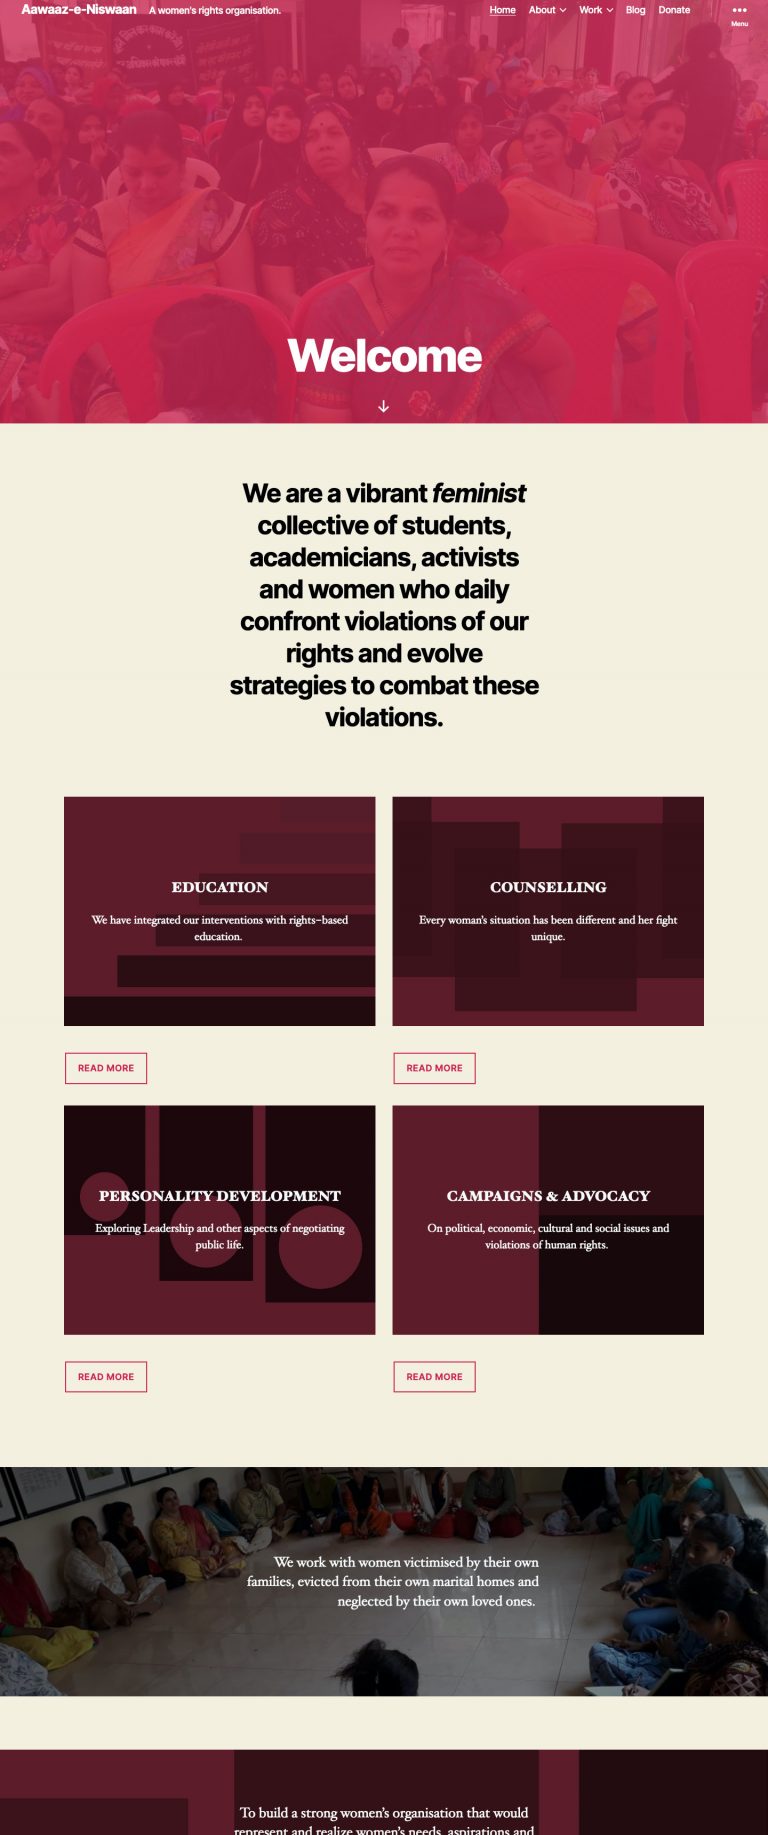 Aawaaz-e-Niswaan A women's rights organisation. Home About Work Blog Donate
Menu
Welcome
We are a vibrant feminist
collective of students,
academicians, activists
and women who daily
confront violations of our
rights and evolve
strategies to combat these
violations.
EDUCATION
We have integrated our interventions with rights-based
education.
COUNSELLING
Every woman's situation has been different and her fight
unique.
READ MORE
READ MORE
PERSONALITY DEVELOPMENT
Exploring Leadership and other aspects of negotiating
public life.
CAMPAIGNS & ADVOCACY
On political, economic, cultural and social issues and
violations of human rights.
READ MORE
READ MORE
We work with women victimised by their own
families, evicted from their own marital homes and
neglected by their own loved ones.
To build a strong women's organisation that would
represent and realize women's needs, aspirations and